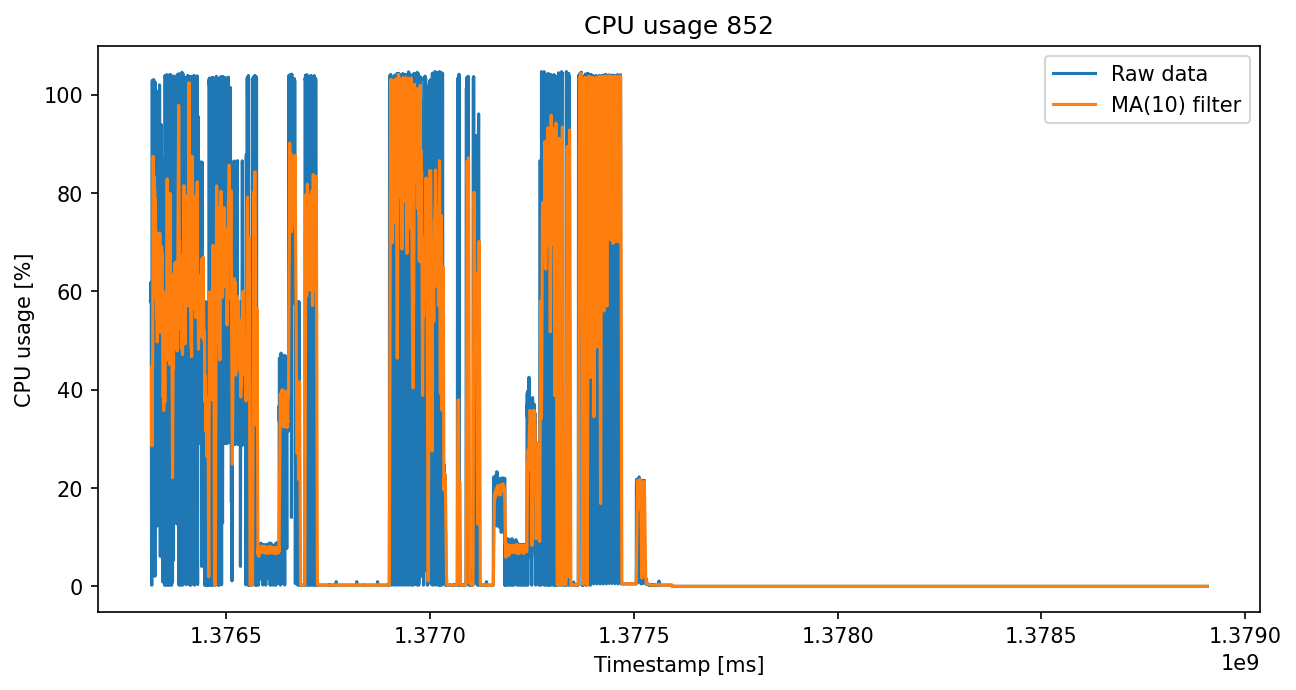 CPU usage 852
Raw data
MA(10) filter
CPU usage [%]
100
80
60
40
20
0
1.3765 1.3770 1.3775 1.3780 1.3785 1.3790
1e9
Timestamp [ms]